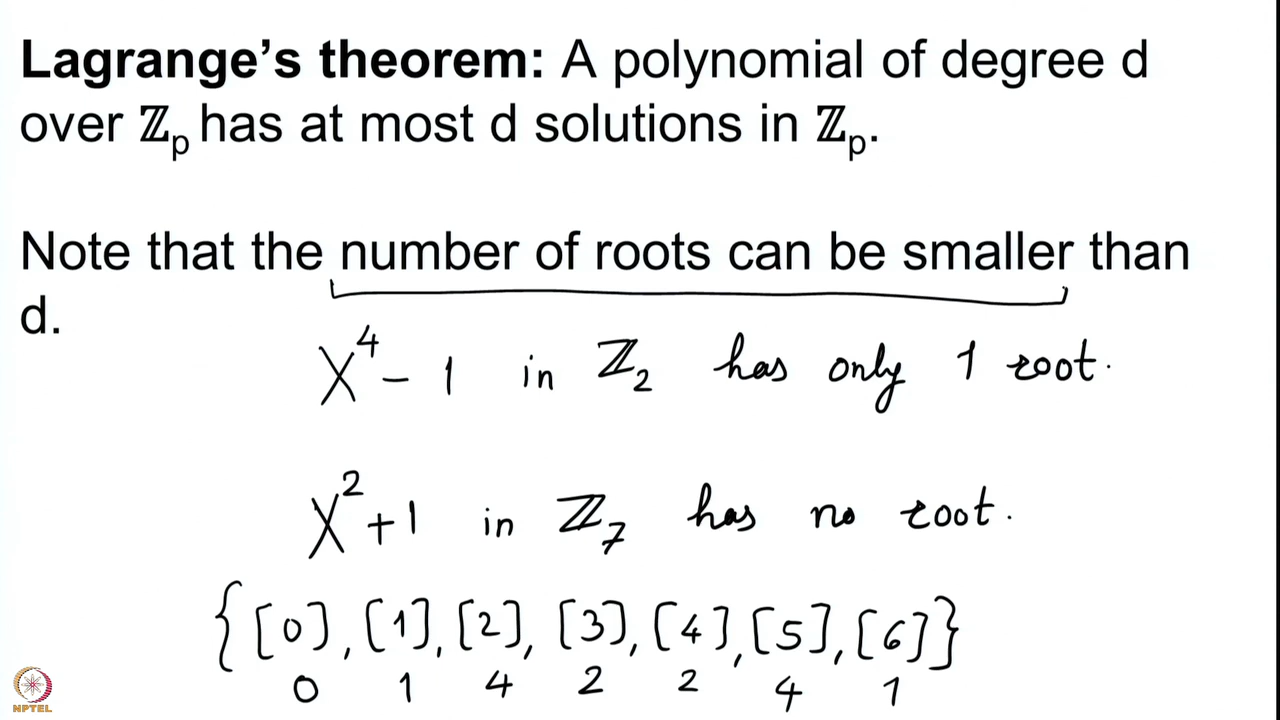 Lagrange's theorem: A polynomial of degree d
over ℤₚ has at most d solutions in ℤₚ.
Note that the number of roots can be smaller than
d.
X⁴ - 1 in ℤ₂ has only 1 root.
X² + 1 in ℤ₇ has no root.
{[0], [1], [2], [3], [4], [5], [6]}
0 1 4 2 2 4 1
NPTEL